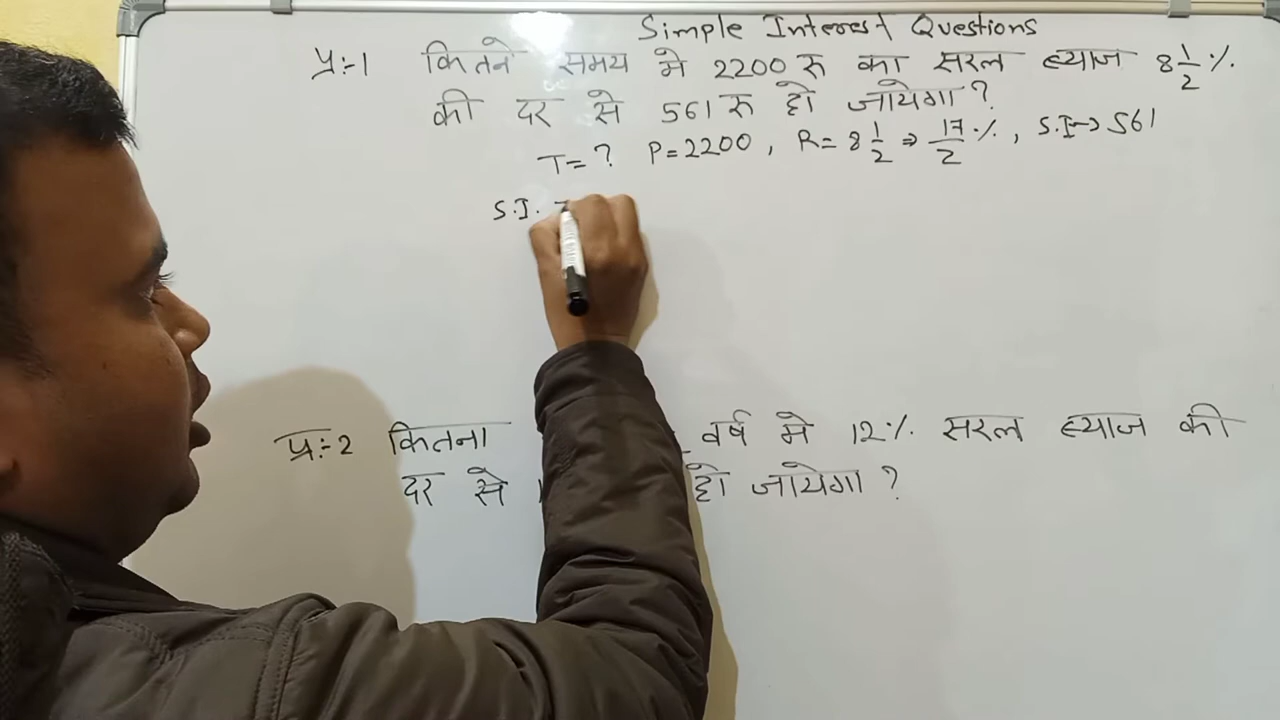 Simple Interest Questions
प्र:-1 कितने समय मे 2200 रु का सरल ब्याज 8 1/2 %
की दर से 561 रु हो जायेगा ?
T = ? P = 2200 , R = 8 1/2 ⇒ 17/2 % , S.I → 561
S.I.
प्र:-2 कितना वर्ष मे 12% सरल ब्याज की
दर से हो जायेगा ?